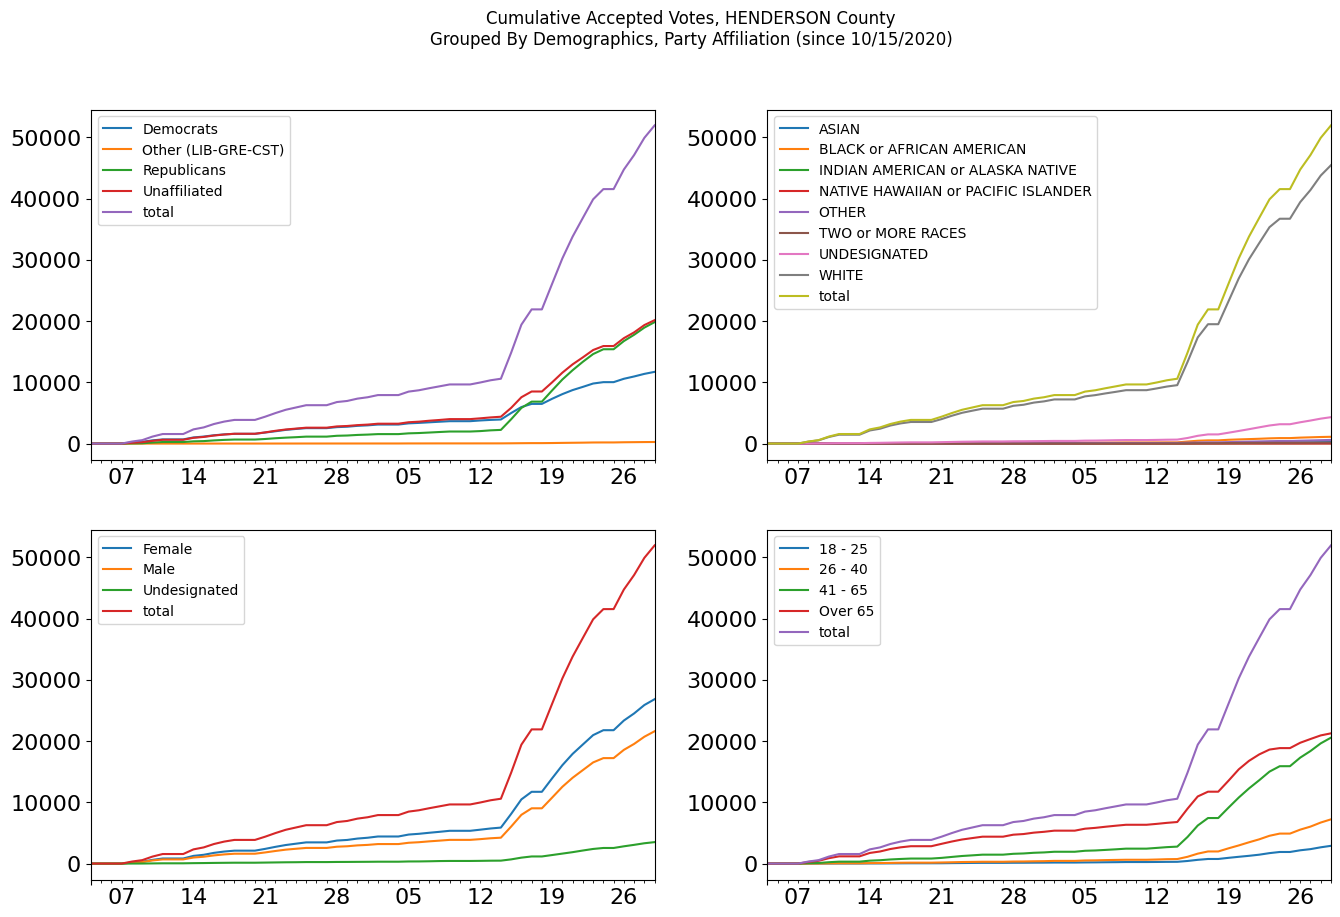 Cumulative Accepted Votes, HENDERSON County
Grouped By Demographics, Party Affiliation (since 10/15/2020)
Democrats
Other (LIB-GRE-CST)
Republicans
Unaffiliated
total
50000
40000
30000
20000
10000
0
07 14 21 28 05 12 19 26
ASIAN
BLACK or AFRICAN AMERICAN
INDIAN AMERICAN or ALASKA NATIVE
NATIVE HAWAIIAN or PACIFIC ISLANDER
OTHER
TWO or MORE RACES
UNDESIGNATED
WHITE
total
50000
40000
30000
20000
10000
0
07 14 21 28 05 12 19 26
Female
Male
Undesignated
total
50000
40000
30000
20000
10000
0
07 14 21 28 05 12 19 26
18 - 25
26 - 40
41 - 65
Over 65
total
50000
40000
30000
20000
10000
0
07 14 21 28 05 12 19 26